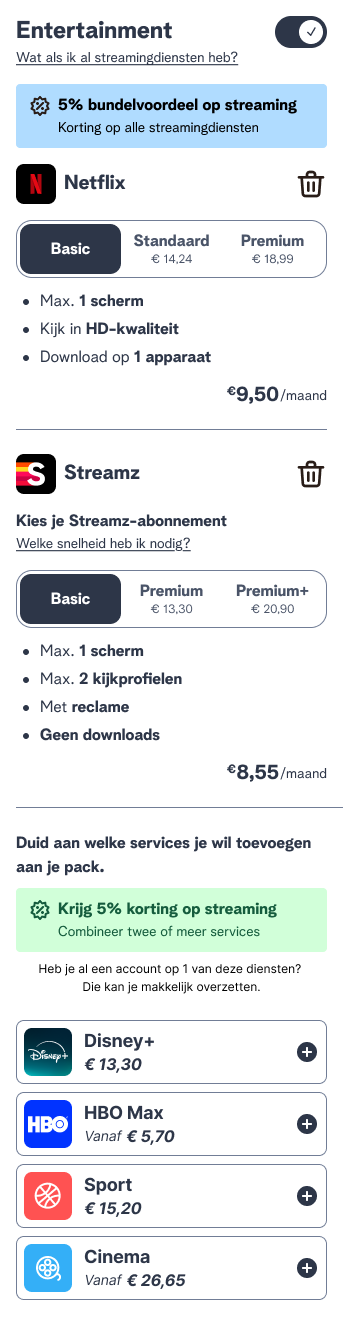 Entertainment
Wat als ik al streamingdiensten heb?
5% bundelvoordeel op streaming
Korting op alle streamingdiensten
N
Netflix
Basic
Standaard
€ 14,24
Premium
€ 18,99
• Max. 1 scherm
• Kijk in HD-kwaliteit
• Download op 1 apparaat
€9,50/maand
S
Streamz
Kies je Streamz-abonnement
Welke snelheid heb ik nodig?
Basic
Premium
€ 13,30
Premium+
€ 20,90
• Max. 1 scherm
• Max. 2 kijkprofielen
• Met reclame
• Geen downloads
€8,55/maand
Duid aan welke services je wil toevoegen
aan je pack.
Krijg 5% korting op streaming
Combineer twee of meer services
Heb je al een account op 1 van deze diensten?
Die kan je makkelijk overzetten.
Disney+
Disney+
€ 13,30
HBO
HBO Max
Vanaf € 5,70
Sport
€ 15,20
Cinema
Vanaf € 26,65